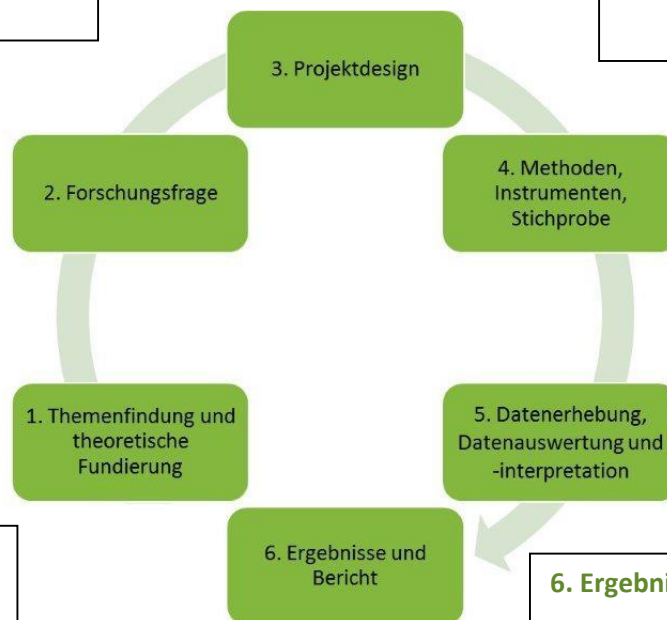 3. Projektdesign
2. Forschungsfrage
4. Methoden,
Instrumenten,
Stichprobe
1. Themenfindung und
theoretische
Fundierung
5. Datenerhebung,
Datenauswertung und
-interpretation
6. Ergebnisse und
Bericht
6.